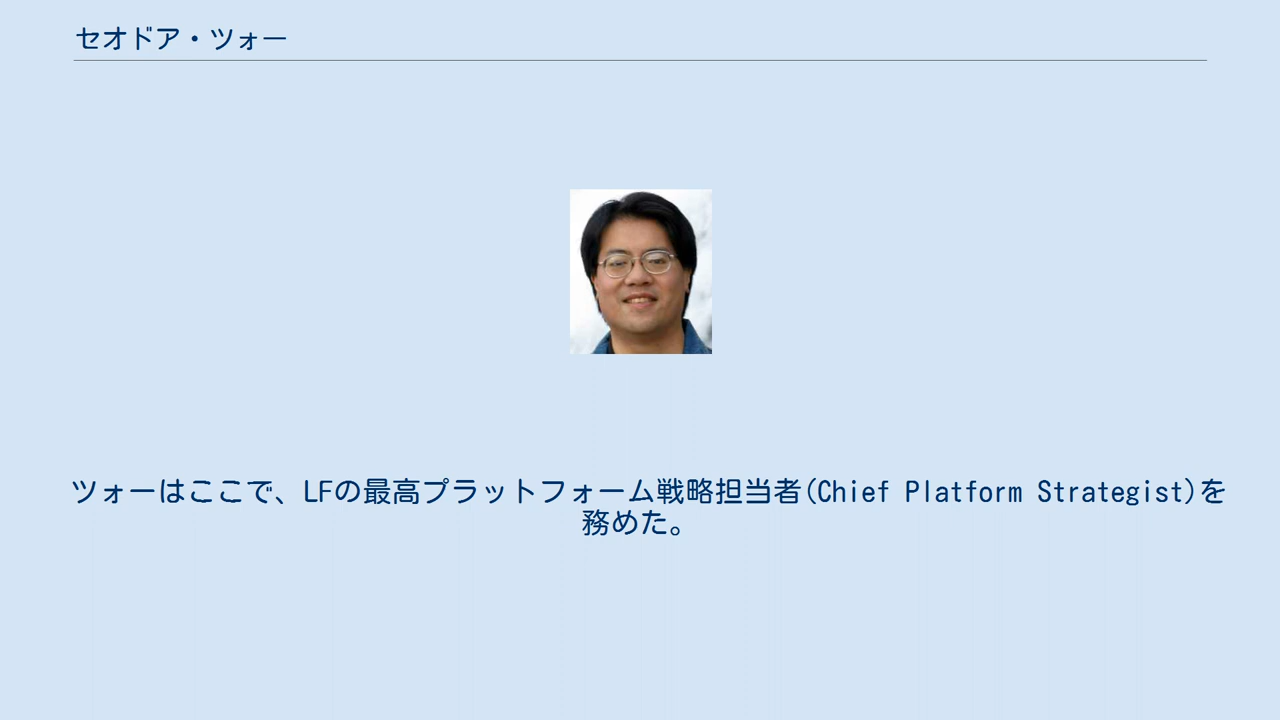 セオドア・ツォー
ツォーはここで、LFの最高プラットフォーム戦略担当者(Chief Platform Strategist)を
務めた。